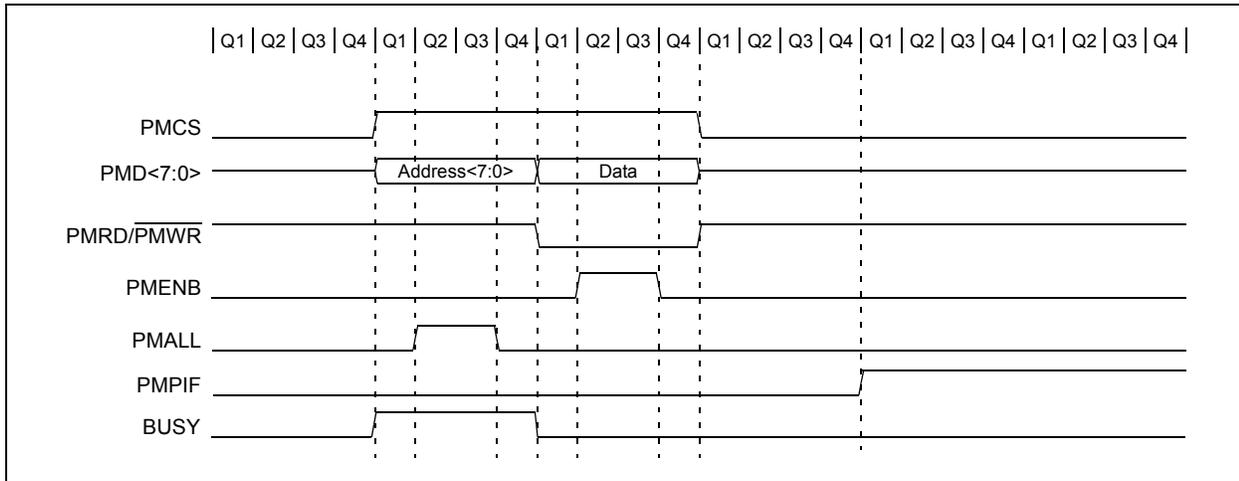 | Q1 | Q2 | Q3 | Q4 | Q1 | Q2 | Q3 | Q4 | Q1 | Q2 | Q3 | Q4 | Q1 | Q2 | Q3 | Q4 | Q1 | Q2 | Q3 | Q4 | Q1 | Q2 | Q3 | Q4 |
PMCS
PMD<7:0> Address<7:0> Data
PMRD/PMWR
PMENB
PMALL
PMPIF
BUSY